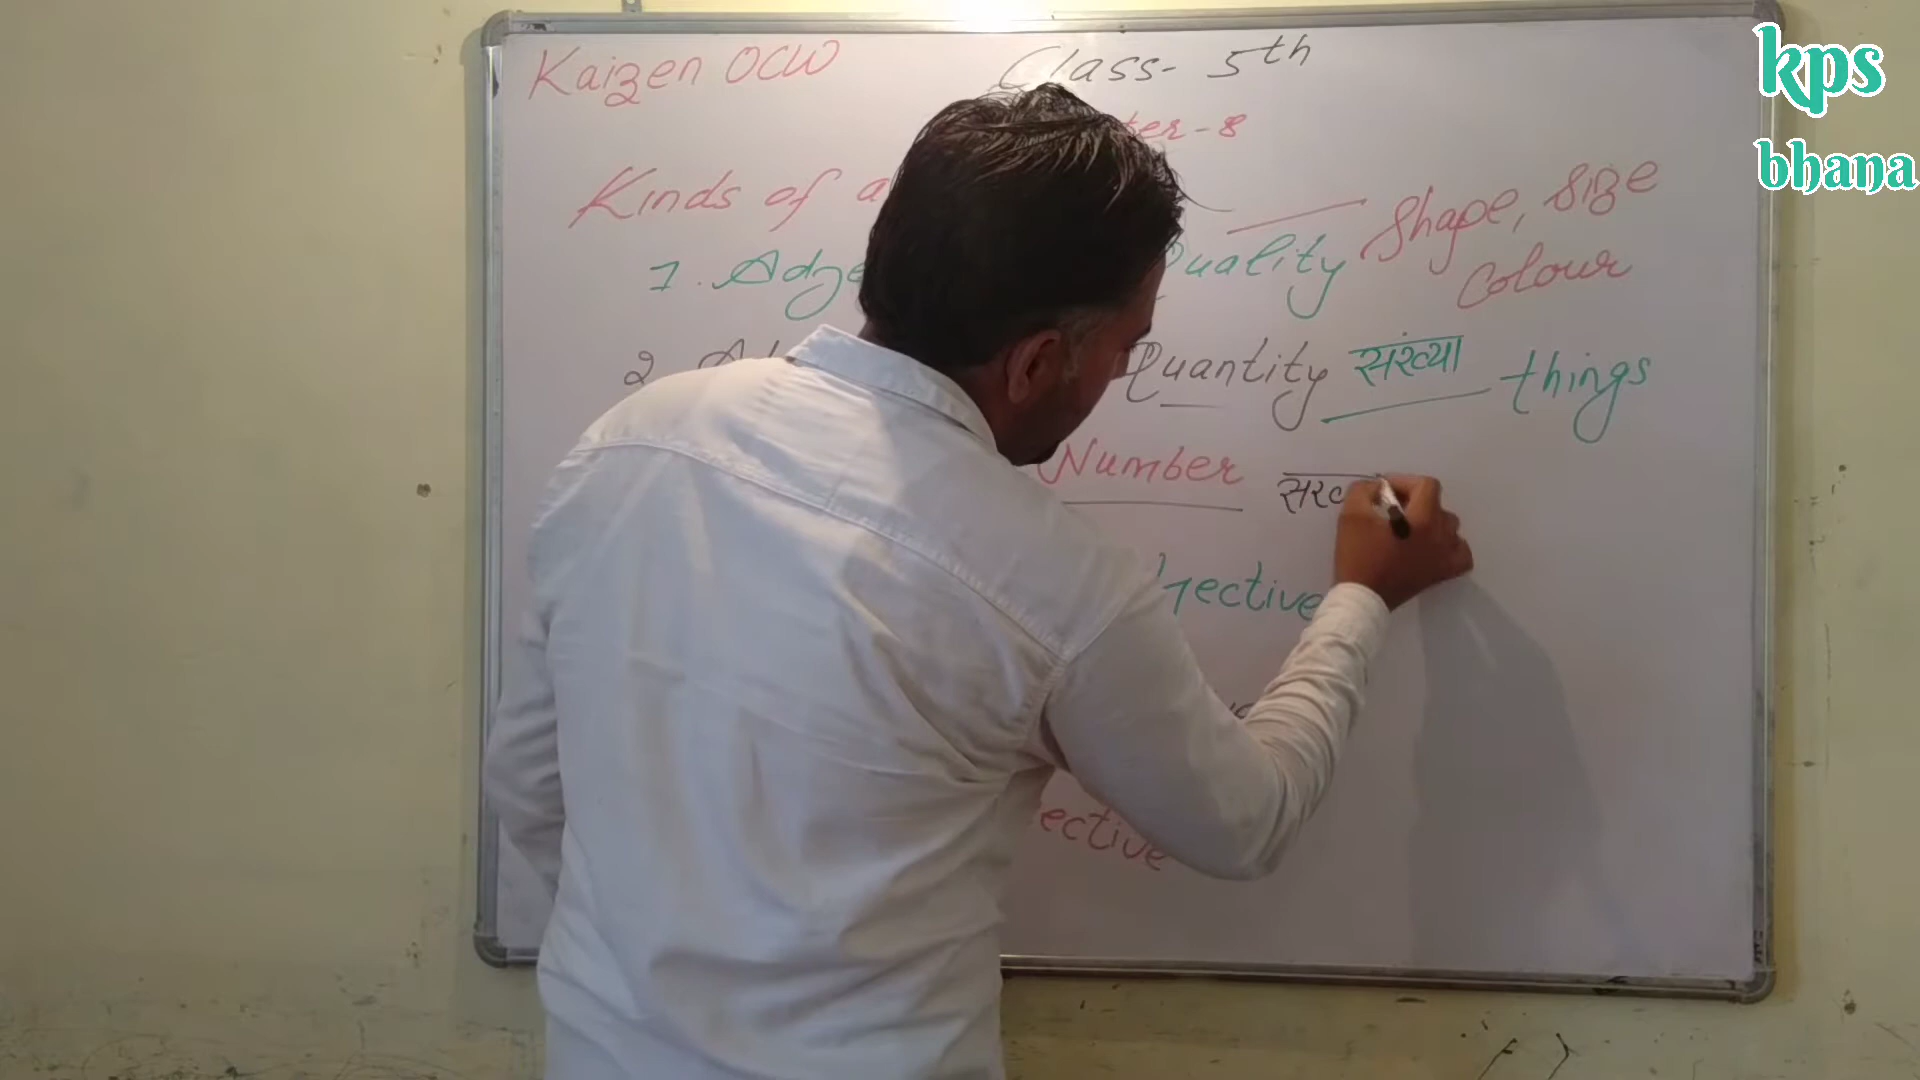 Kaizen OCW Class- 5th
kps
bhana
ter-8
Kinds of a
Shape, Size
Colour
1. Adje Quality
2 Ad Quantity संख्या things
Number संख
jective
ective